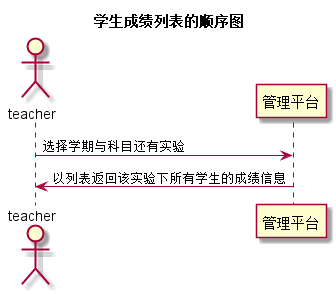 学生成绩列表的顺序图
teacher
管理平台
选择学期与科目还有实验
以列表返回该实验下所有学生的成绩信息
teacher
管理平台